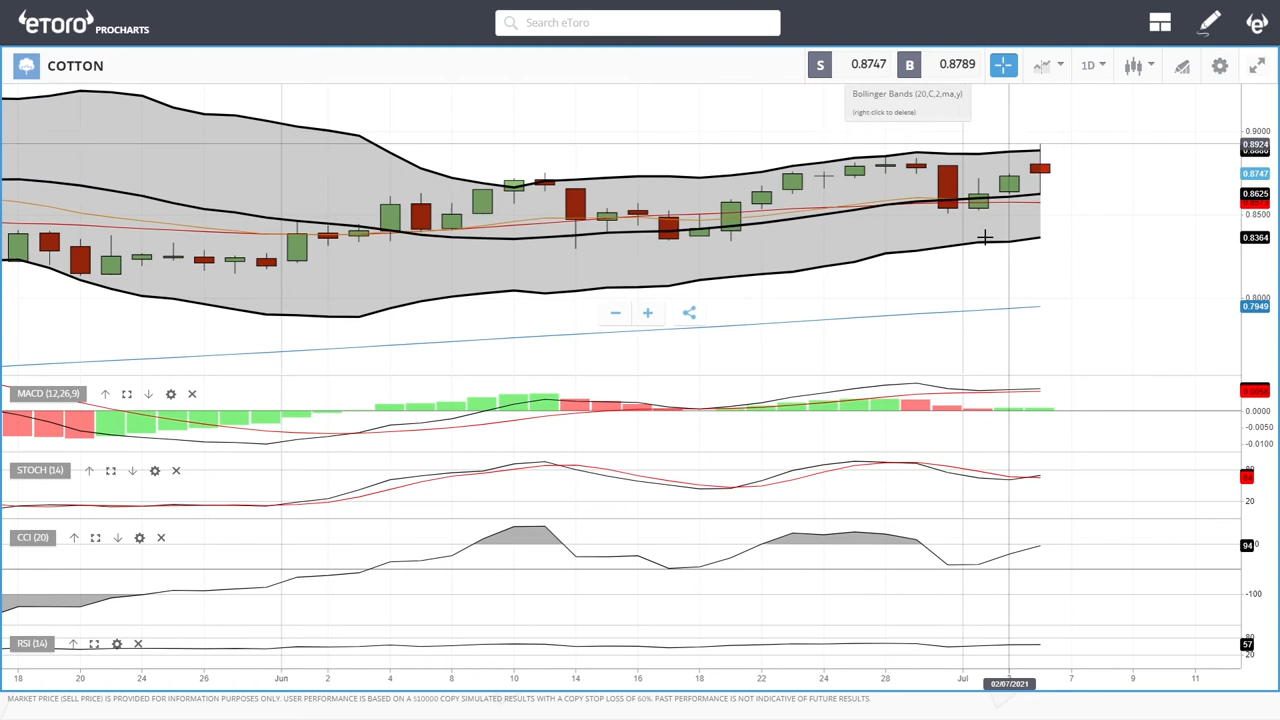 eToro PROCHARTS
Search eToro
COTTON
S 0.8747 B 0.8789
1D
Bollinger Bands (20,C,2,ma,y)
(right click to delete)
0.9000
0.8924
0.8747
0.8625
0.8500
0.8364
0.8000
0.7949
MACD (12,26,9)
0.0000
-0.0050
-0.0100
STOCH (14)
20
CCI (20)
94
-100
RSI (14)
57
20
18 20 22 24 26 28 Jun 2 4 8 10 12 14 16 18 22 24 28 Jul 7 9 11
02/07/2021
MARKET PRICE (SELL PRICE) IS PROVIDED FOR INFORMATION PURPOSES ONLY. USER PERFORMANCE IS BASED ON A $10000 COPY SIMULATED RESULTS WITH A COPY STOP LOSS OF 60%. PAST PERFORMANCE IS NOT INDICATIVE OF FUTURE RESULTS.